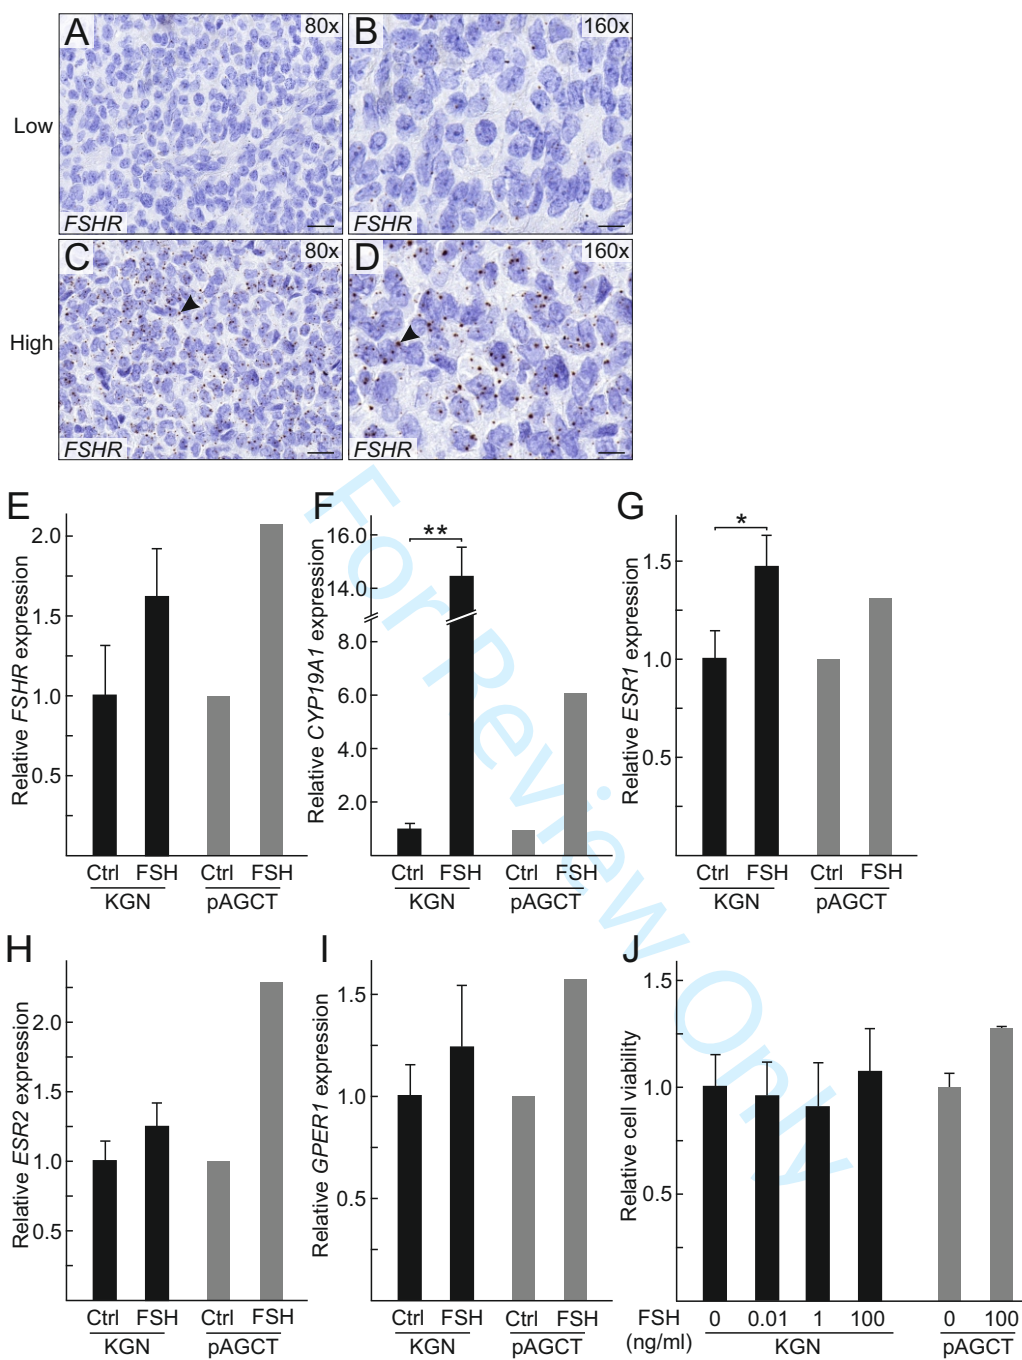 A 80x
B 160x
Low
FSHR
FSHR
C 80x
D 160x
High
FSHR
FSHR
E
Relative FSHR expression
2.0
1.5
1.0
0.5
Ctrl FSH Ctrl FSH
KGN pAGCT
F
Relative CYP19A1 expression
16.0
14.0
8.0
6.0
4.0
2.0
**
Ctrl FSH Ctrl FSH
KGN pAGCT
G
Relative ESR1 expression
1.5
1.0
0.5
*
Ctrl FSH Ctrl FSH
KGN pAGCT
H
Relative ESR2 expression
2.0
1.5
1.0
0.5
Ctrl FSH Ctrl FSH
KGN pAGCT
I
Relative GPER1 expression
1.5
1.0
0.5
Ctrl FSH Ctrl FSH
KGN pAGCT
J
Relative cell viability
1.5
1.0
0.5
FSH (ng/ml)
0 0.01 1 100 0 100
KGN pAGCT
For Review Only